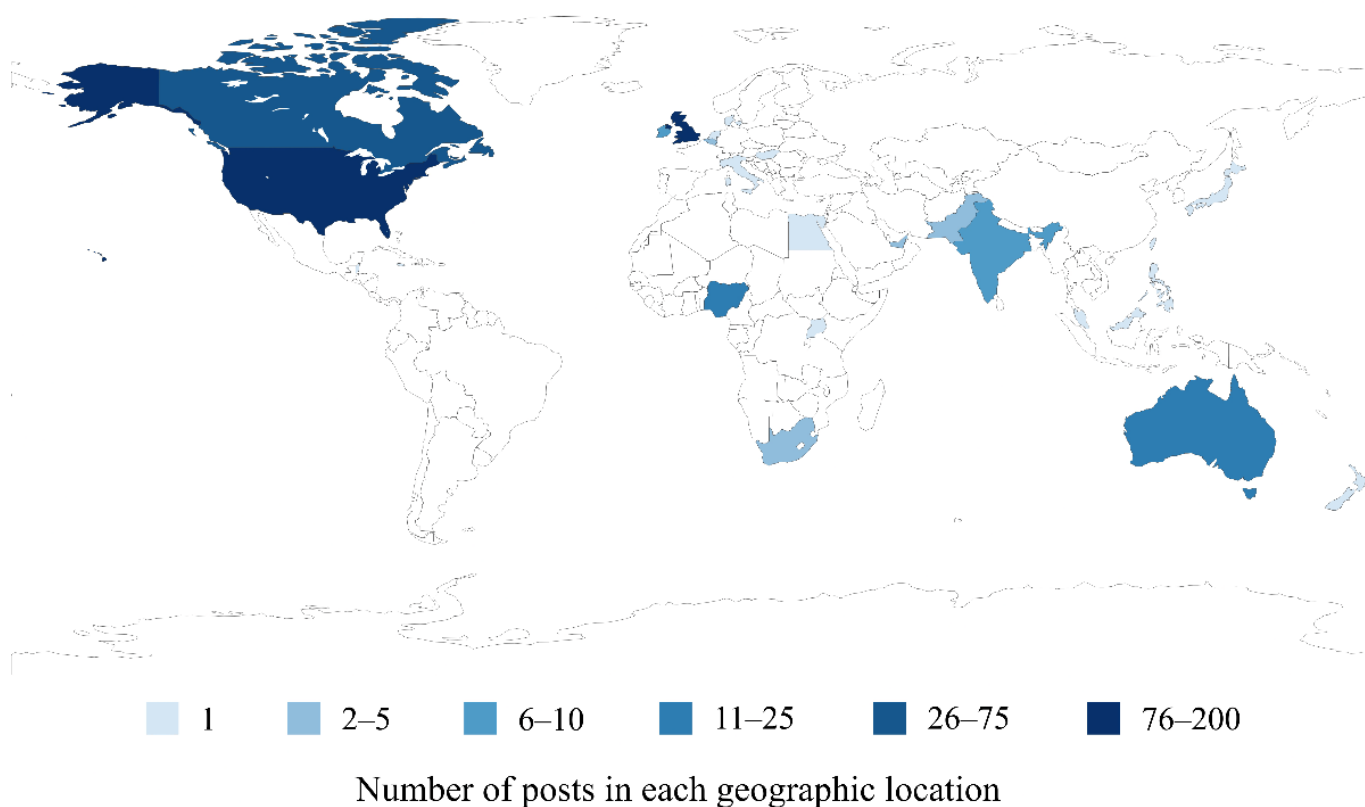 1 2–5 6–10 11–25 26–75 76–200
Number of posts in each geographic location